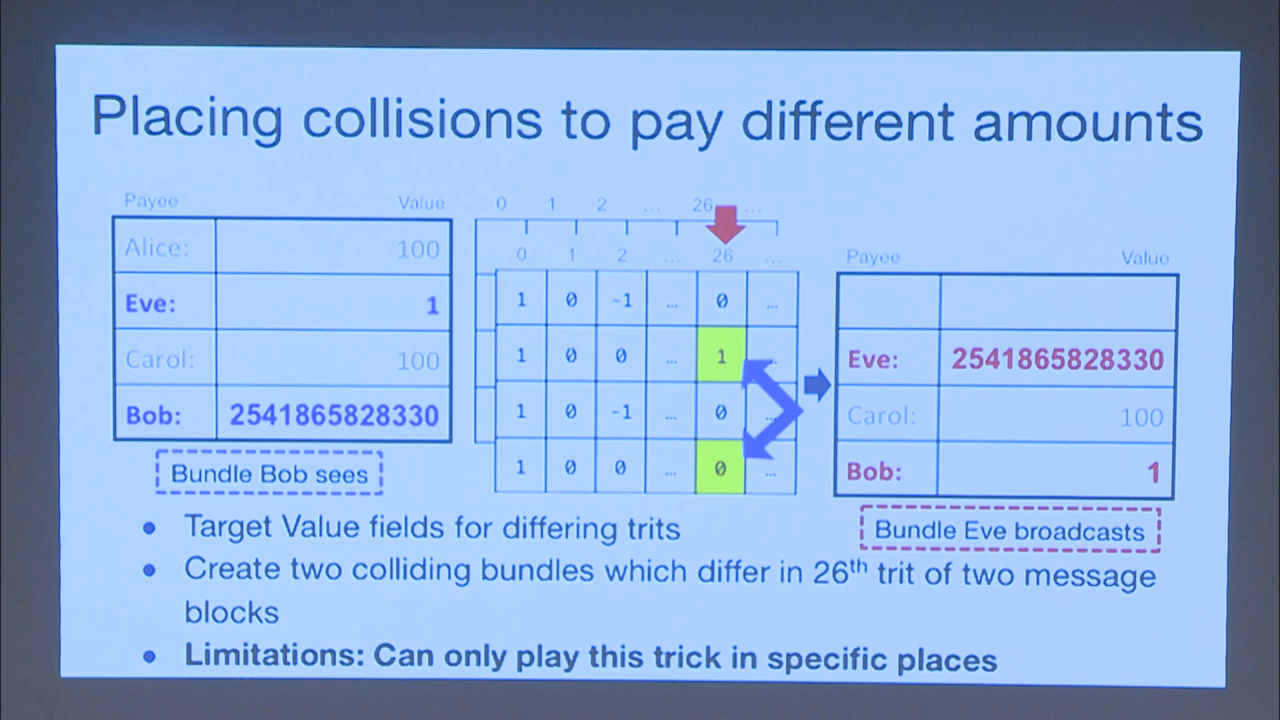 Placing collisions to pay different amounts
Payee Value
Alice: 100
Eve: 1
Carol: 100
Bob: 2541865828330
Bundle Bob sees
0 1 2 ... 26 ...
0 1 2 ... 26 ...
1 0 -1 ... 0 ...
1 0 0 ... 1 ...
1 0 -1 ... 0 ...
1 0 0 ... 0 ...
Payee Value
Eve: 2541865828330
Carol: 100
Bob: 1
Bundle Eve broadcasts
• Target Value fields for differing trits
• Create two colliding bundles which differ in 26th trit of two message
blocks
• Limitations: Can only play this trick in specific places